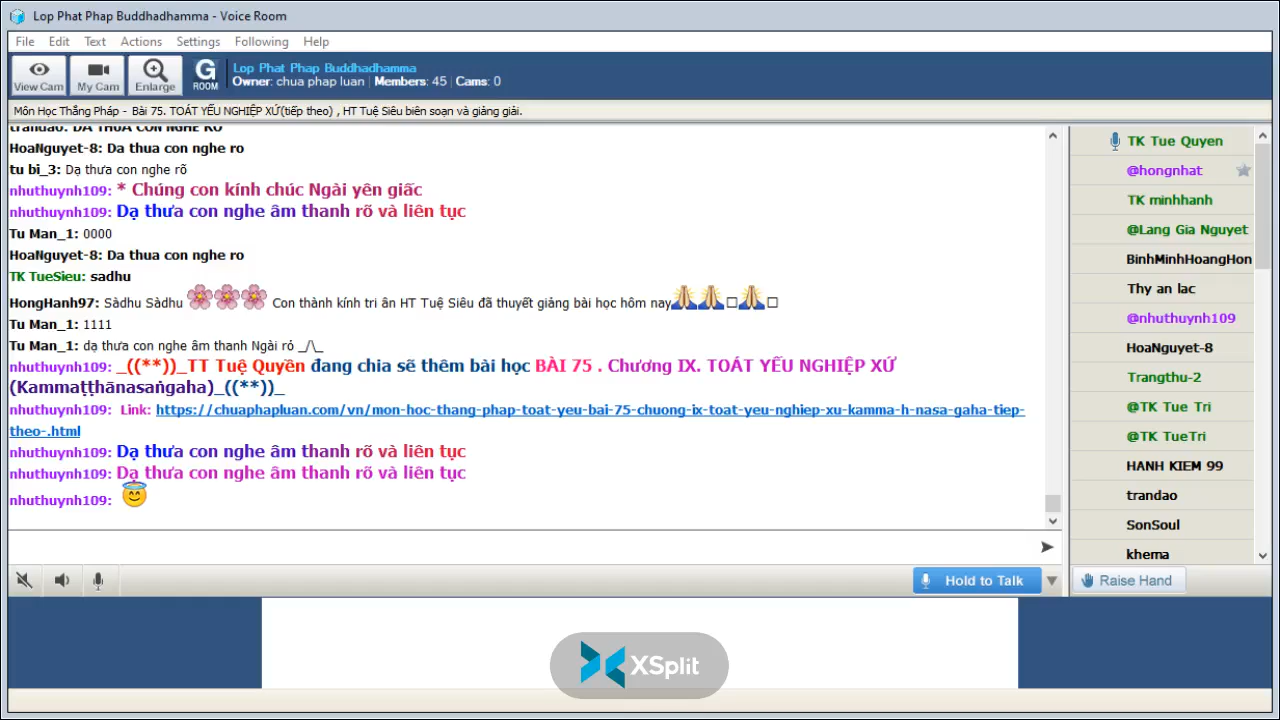 Lop Phat Phap Buddhadhamma - Voice Room
File Edit Text Actions Settings Following Help
View Cam My Cam Enlarge G ROOM
Lop Phat Phap Buddhadhamma
Owner: chua phap luan | Members: 45 | Cams: 0
Môn Học Thắng Pháp - Bài 75. TOÁT YẾU NGHIỆP XỨ(tiếp theo) , HT Tuệ Siêu biên soạn và giảng giải.
trandao: DA THUA CON NGHE RO
HoaNguyet-8: Da thua con nghe ro
tu bi_3: Dạ thưa con nghe rõ
nhuthuynh109: * Chúng con kính chúc Ngài yên giấc
nhuthuynh109: Dạ thưa con nghe âm thanh rõ và liên tục
Tu Man_1: 0000
HoaNguyet-8: Da thua con nghe ro
TK TueSieu: sadhu
HongHanh97: Sàdhu Sàdhu 🌸🌸🌸 Con thành kính tri ân HT Tuệ Siêu đã thuyết giảng bài học hôm nay🙏🙏□🙏□
Tu Man_1: 1111
Tu Man_1: dạ thưa con nghe âm thanh Ngài rỏ _/\_
nhuthuynh109: _((**))_TT Tuệ Quyền đang chia sẽ thêm bài học BÀI 75 . Chương IX. TOÁT YẾU NGHIỆP XỨ
(Kammaṭṭhānasaṅgaha)_((**))_
nhuthuynh109: Link: https://chuaphapluan.com/vn/mon-hoc-thang-phap-toat-yeu-bai-75-chuong-ix-toat-yeu-nghiep-xu-kamma-h-nasa-gaha-tiep-
theo-.html
nhuthuynh109: Dạ thưa con nghe âm thanh rõ và liên tục
nhuthuynh109: Dạ thưa con nghe âm thanh rõ và liên tục
nhuthuynh109: 😇
Hold to Talk
TK Tue Quyen
@hongnhat
TK minhhanh
@Lang Gia Nguyet
BinhMinhHoangHon
Thy an lac
@nhuthuynh109
HoaNguyet-8
Trangthu-2
@TK Tue Tri
@TK TueTri
HANH KIEM 99
trandao
SonSoul
khema
Raise Hand
XSplit